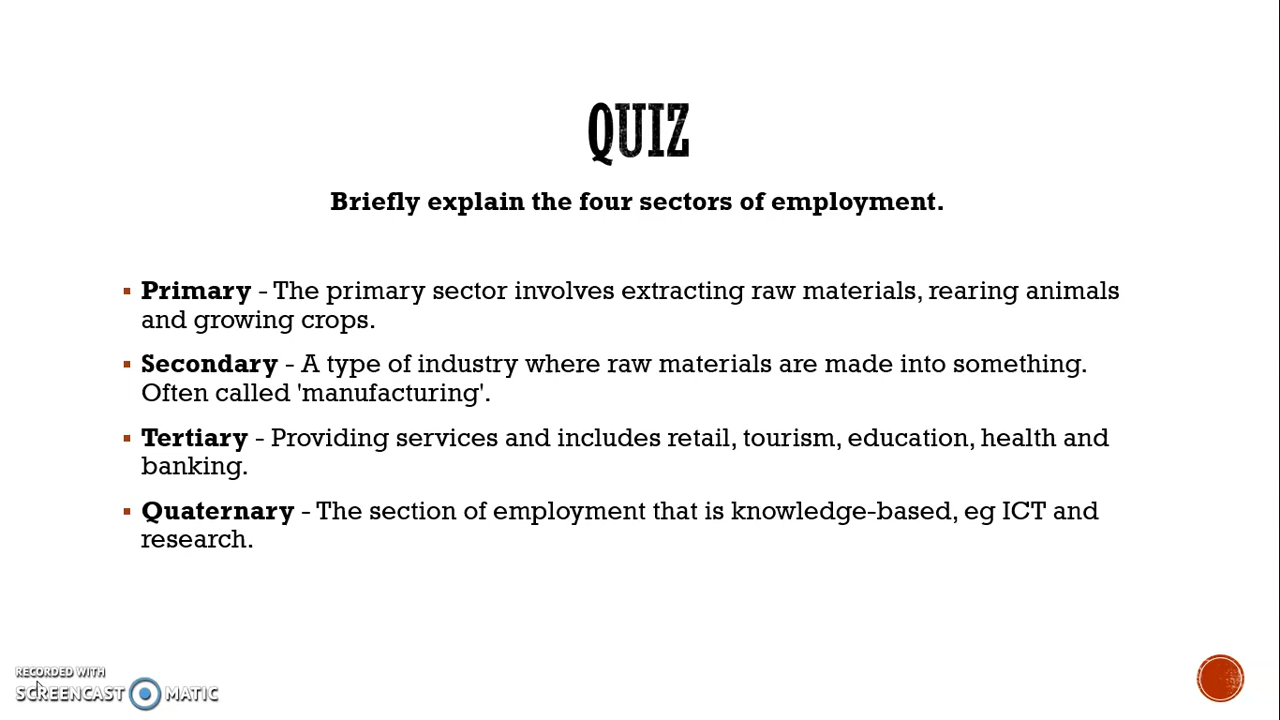 QUIZ
Briefly explain the four sectors of employment.
▪ Primary - The primary sector involves extracting raw materials, rearing animals
and growing crops.
▪ Secondary - A type of industry where raw materials are made into something.
Often called 'manufacturing'.
▪ Tertiary - Providing services and includes retail, tourism, education, health and
banking.
▪ Quaternary - The section of employment that is knowledge-based, eg ICT and
research.
RECORDED WITH
SCREENCAST MATIC